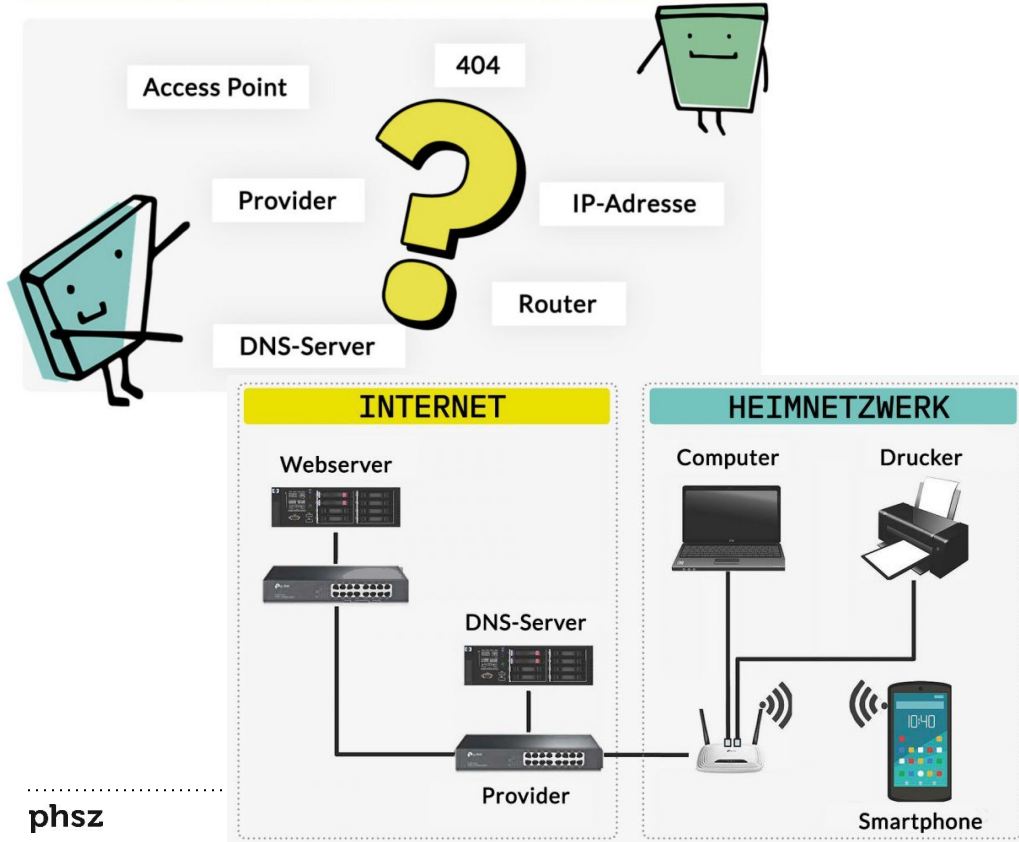 404
Access Point
Provider
IP-Adresse
Router
DNS-Server
INTERNET
HEIMNETZWERK
Webserver
Computer
Drucker
DNS-Server
10:40
Provider
Smartphone
phsz